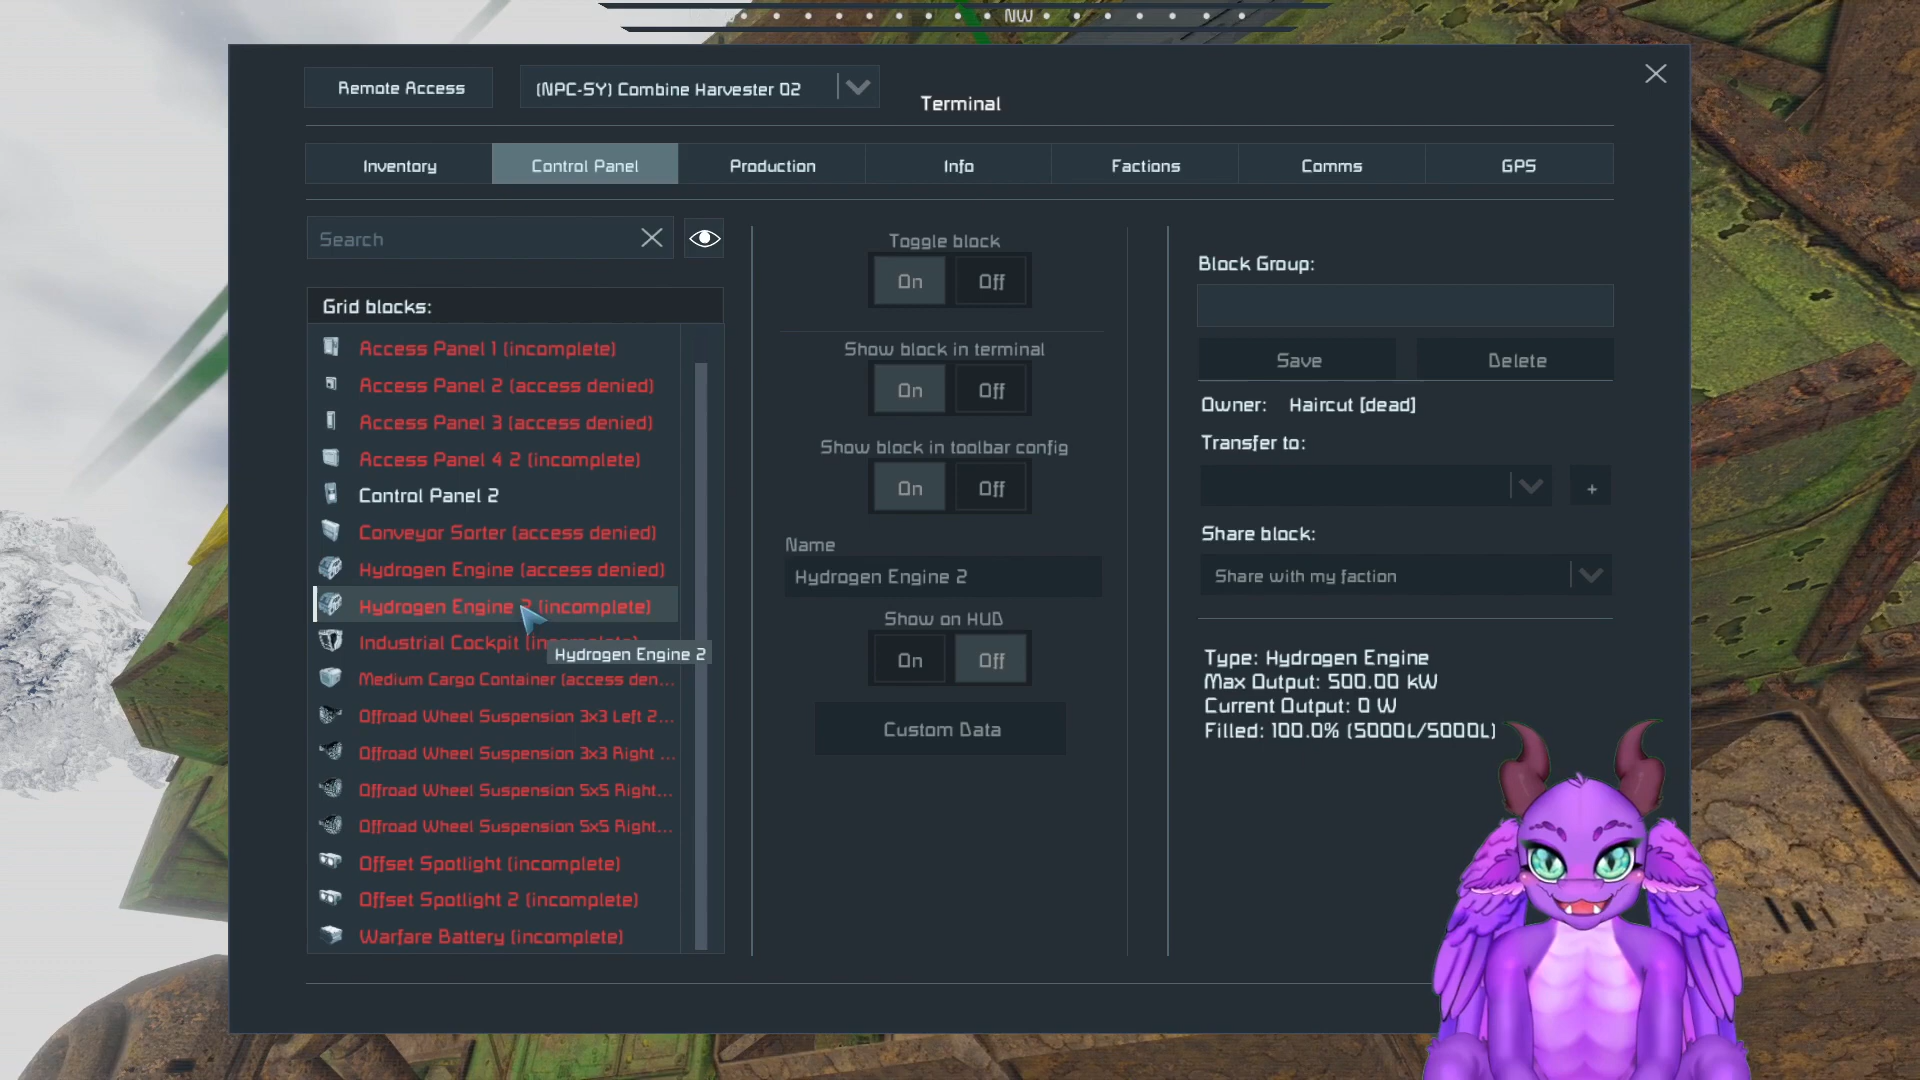 NW
Remote Access
(NPC-SY) Combine Harvester 02
Terminal
Inventory
Control Panel
Production
Info
Factions
Comms
GPS
Search
Grid blocks:
Access Panel 1 (incomplete)
Access Panel 2 (access denied)
Access Panel 3 (access denied)
Access Panel 4 2 (incomplete)
Control Panel 2
Conveyor Sorter (access denied)
Hydrogen Engine (access denied)
Hydrogen Engine 2 (incomplete)
Industrial Cockpit (incomplete)
Hydrogen Engine 2
Medium Cargo Container (access den...
Offroad Wheel Suspension 3x3 Left 2...
Offroad Wheel Suspension 3x3 Right ...
Offroad Wheel Suspension 5x5 Right...
Offroad Wheel Suspension 5x5 Right...
Offset Spotlight (incomplete)
Offset Spotlight 2 (incomplete)
Warfare Battery (incomplete)
Toggle block
On Off
Show block in terminal
On Off
Show block in toolbar config
On Off
Name
Hydrogen Engine 2
Show on HUD
On Off
Custom Data
Block Group:
Save Delete
Owner: Haircut [dead]
Transfer to:
+
Share block:
Share with my faction
Type: Hydrogen Engine
Max Output: 500.00 kW
Current Output: 0 W
Filled: 100.0% (5000L/5000L)